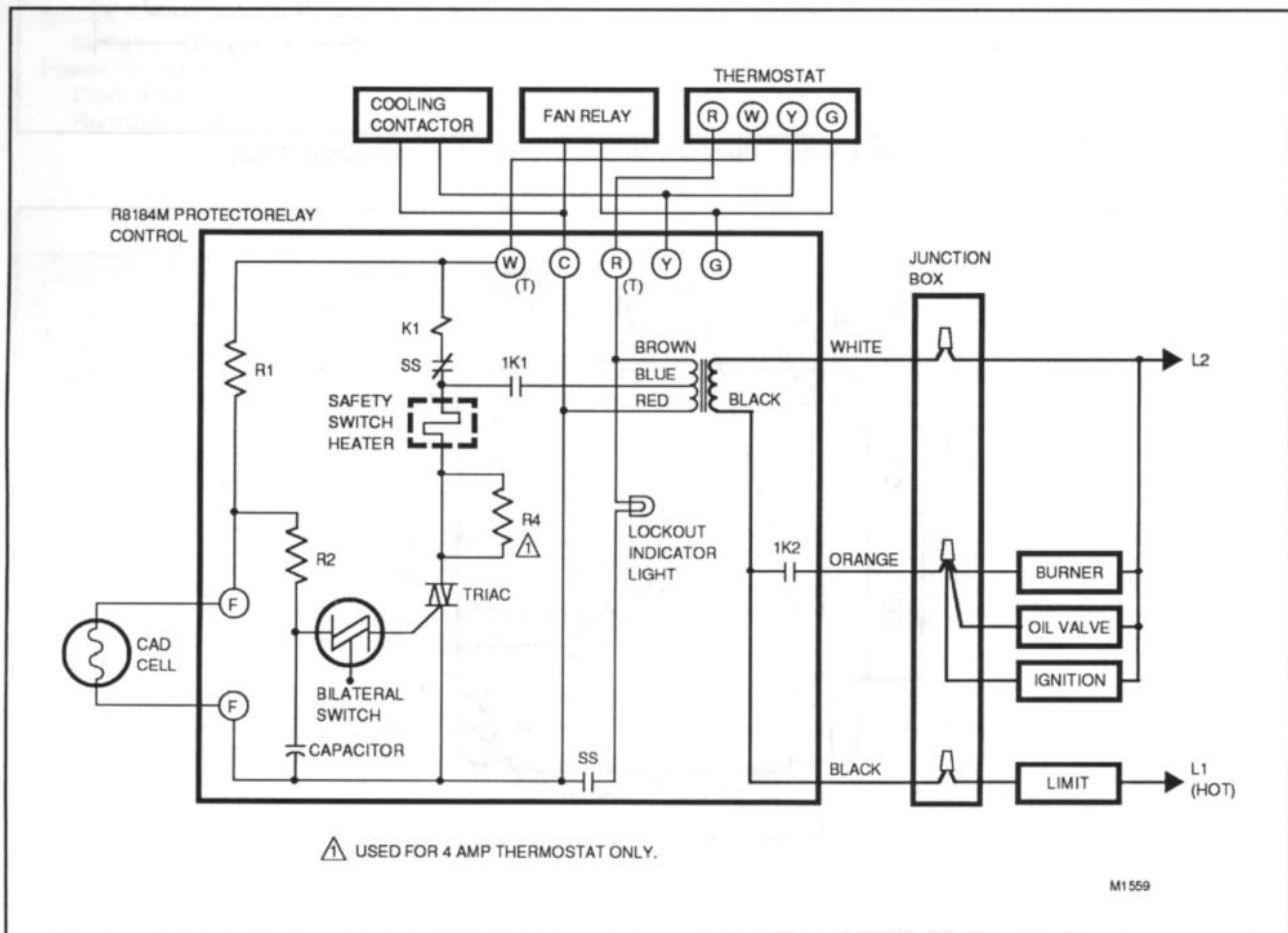 THERMOSTAT
COOLING
CONTACTOR
FAN RELAY
R W Y G
R8184M PROTECTORELAY
CONTROL
W C R Y G
(T) (T)
JUNCTION
BOX
K1
R1
SS
1K1
BROWN
BLUE
RED
WHITE
BLACK
L2
SAFETY
SWITCH
HEATER
R4
1
R2
LOCKOUT
INDICATOR
LIGHT
1K2
ORANGE
BURNER
TRIAC
F
CAD
CELL
OIL VALVE
IGNITION
BILATERAL
SWITCH
F
CAPACITOR
SS
BLACK
LIMIT
L1
(HOT)
1 USED FOR 4 AMP THERMOSTAT ONLY.
M1559